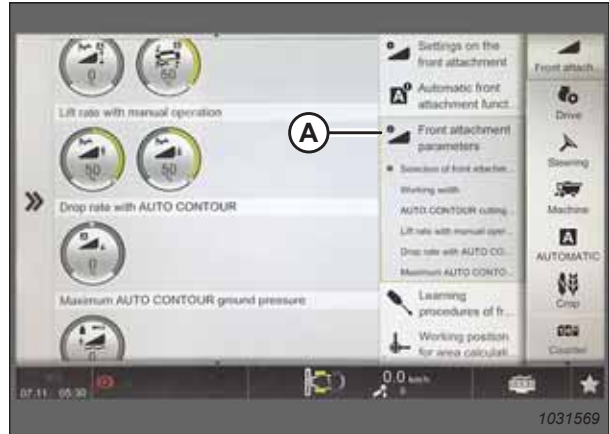 0
50
Lift rate with manual operation
50
50
Drop rate with AUTO CONTOUR
0
Maximum AUTO CONTOUR ground pressure
0
Settings on the
front attachment
Automatic front
attachment funct...
A
Front attachment
parameters
Selection of front attachm...
Working width
AUTO CONTOUR cutting...
Lift rate with manual oper...
Drop rate with AUTO CO...
Maximum AUTO CONTO...
Learning
procedures of fr...
Working position
for area calculati...
Front attach...
Drive
Steering
Machine
A
AUTOMATIC
Crop
Counter
07.11. 05:30
0.0 km/h
1031569